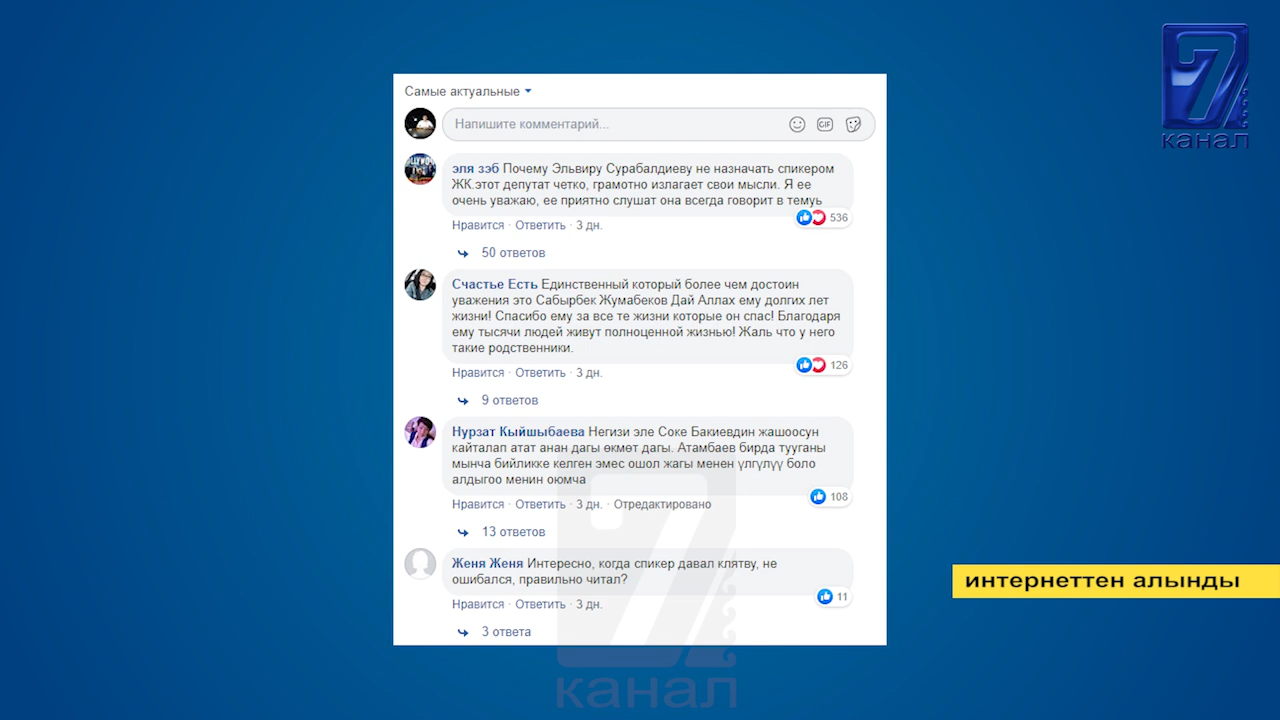 7
канал
Самые актуальные
Напишите комментарий...
GIF
эля зэб Почему Эльвиру Сурабалдиеву не назначать спикером
ЖК.этот депутат четко, грамотно излагает свои мысли. Я ее
очень уважаю, ее приятно слушат она всегда говорит в темуь
536
Нравится · Ответить · 3 дн.
50 ответов
Счастье Есть Единственный который более чем достоин
уважения это Сабырбек Жумабеков Дай Аллах ему долгих лет
жизни! Спасибо ему за все те жизни которые он спас! Благодаря
ему тысячи людей живут полноценной жизнью! Жаль что у него
такие родственники.
126
Нравится · Ответить · 3 дн.
9 ответов
Нурзат Кыйшыбаева Негизи эле Соке Бакиевдин жашоосун
кайталап атат анан дагы өкмөт дагы. Атамбаев бирда тууганы
мынча бийликке келген эмес ошол жагы менен үлгүлүү боло
алдыгоо менин оюмча
108
Нравится · Ответить · 3 дн. · Отредактировано
13 ответов
Женя Женя Интересно, когда спикер давал клятву, не
ошибался, правильно читал?
11
Нравится · Ответить · 3 дн.
3 ответа
интернеттен алынды
7
канал